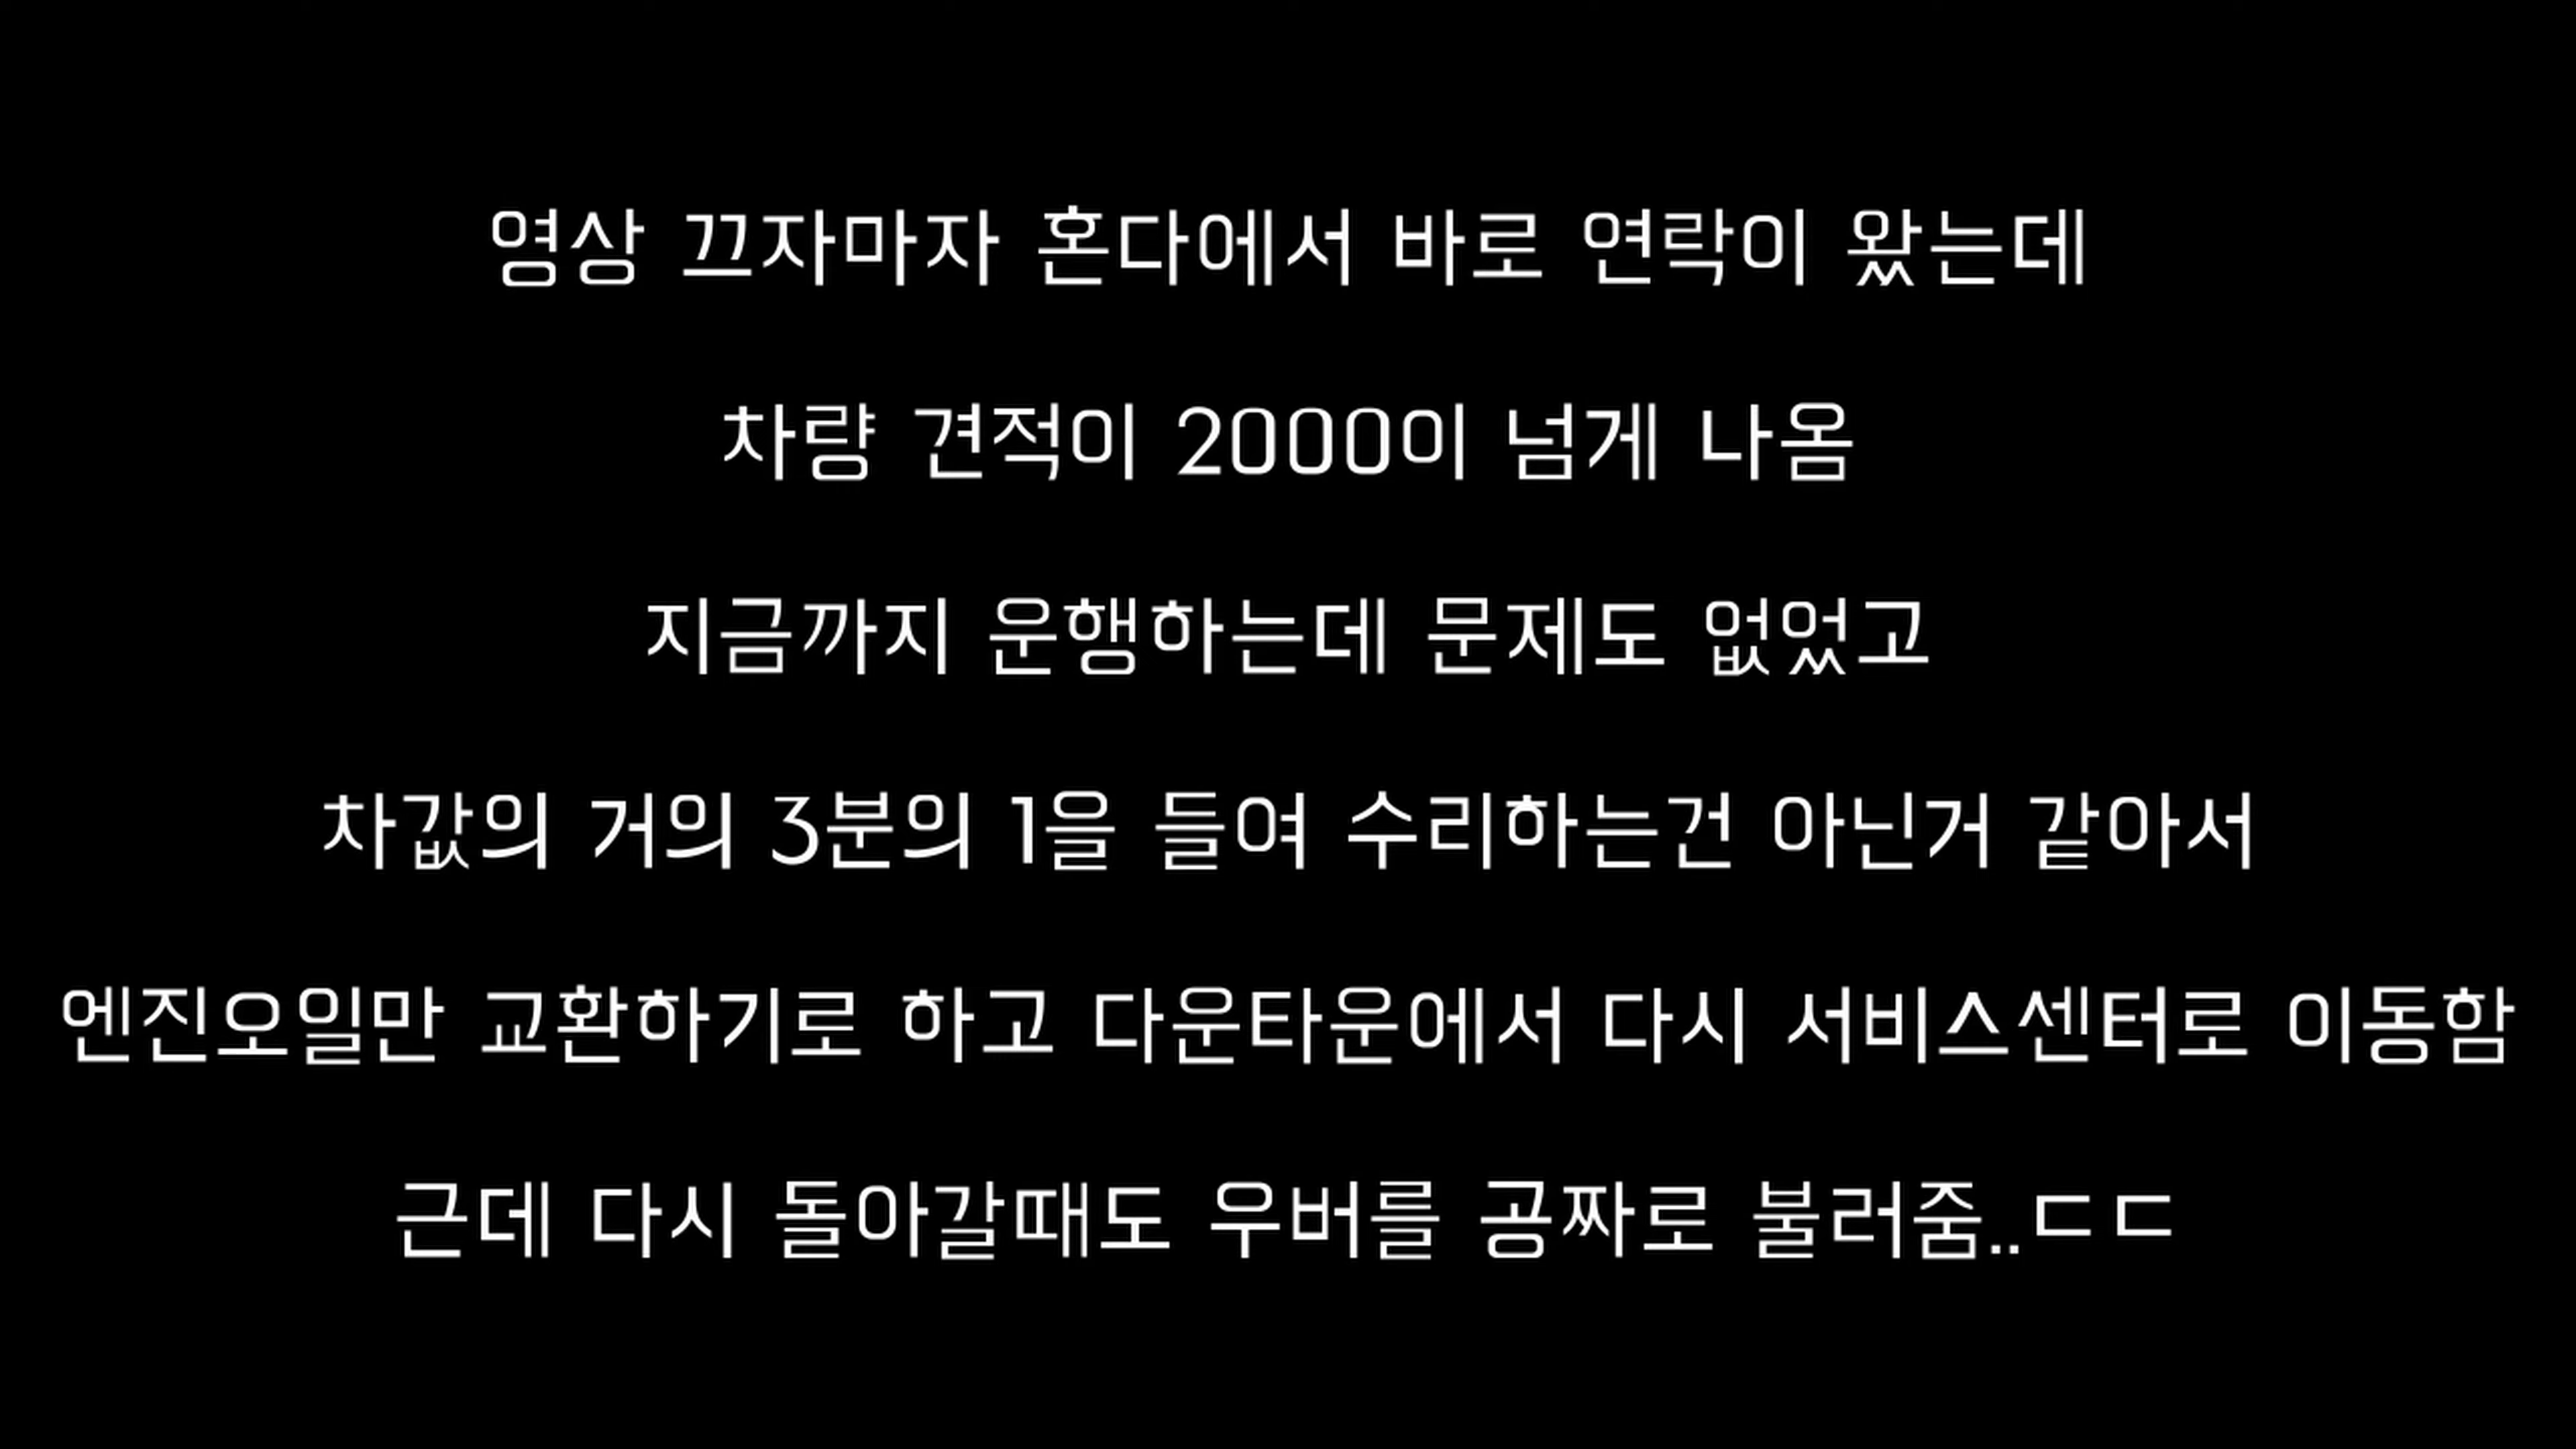 영상 끄자마자 혼다에서 바로 연락이 왔는데
차량 견적이 2000이 넘게 나옴
지금까지 운행하는데 문제도 없었고
차값의 거의 3분의 1을 들여 수리하는건 아닌거 같아서
엔진오일만 교환하기로 하고 다운타운에서 다시 서비스센터로 이동함
근데 다시 돌아갈때도 우버를 공짜로 불러줌..ㄷㄷ